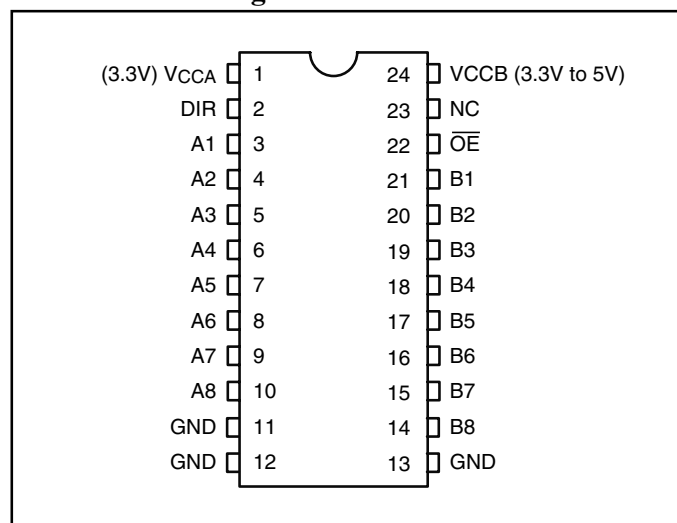 (3.3V) VCCA 1 24 VCCB (3.3V to 5V)
DIR 2 23 NC
A1 3 22 OE
A2 4 21 B1
A3 5 20 B2
A4 6 19 B3
A5 7 18 B4
A6 8 17 B5
A7 9 16 B6
A8 10 15 B7
GND 11 14 B8
GND 12 13 GND